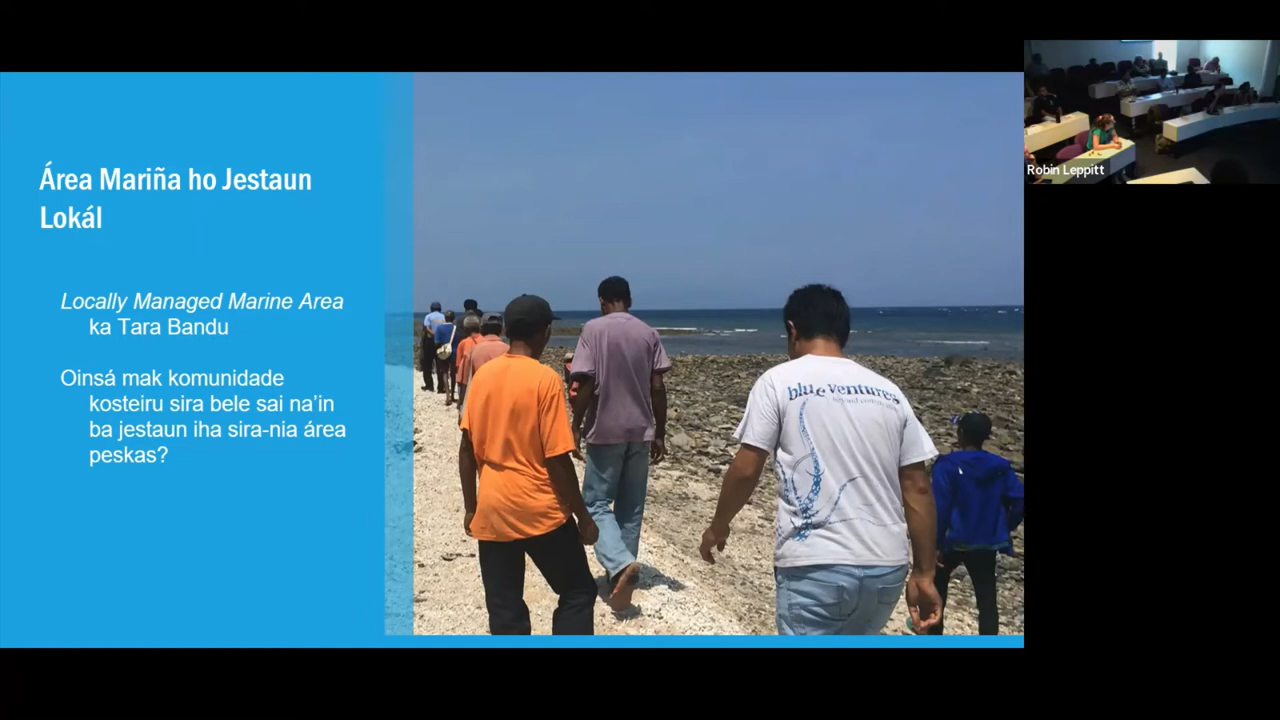 Área Mariña ho Jestaun
Lokál
Locally Managed Marine Area
ka Tara Bandu
Oinsá mak komunidade
kosteiru sira bele sai na’in
ba jestaun iha sira-nia área
peskas?
blue ventures
Robin Leppitt